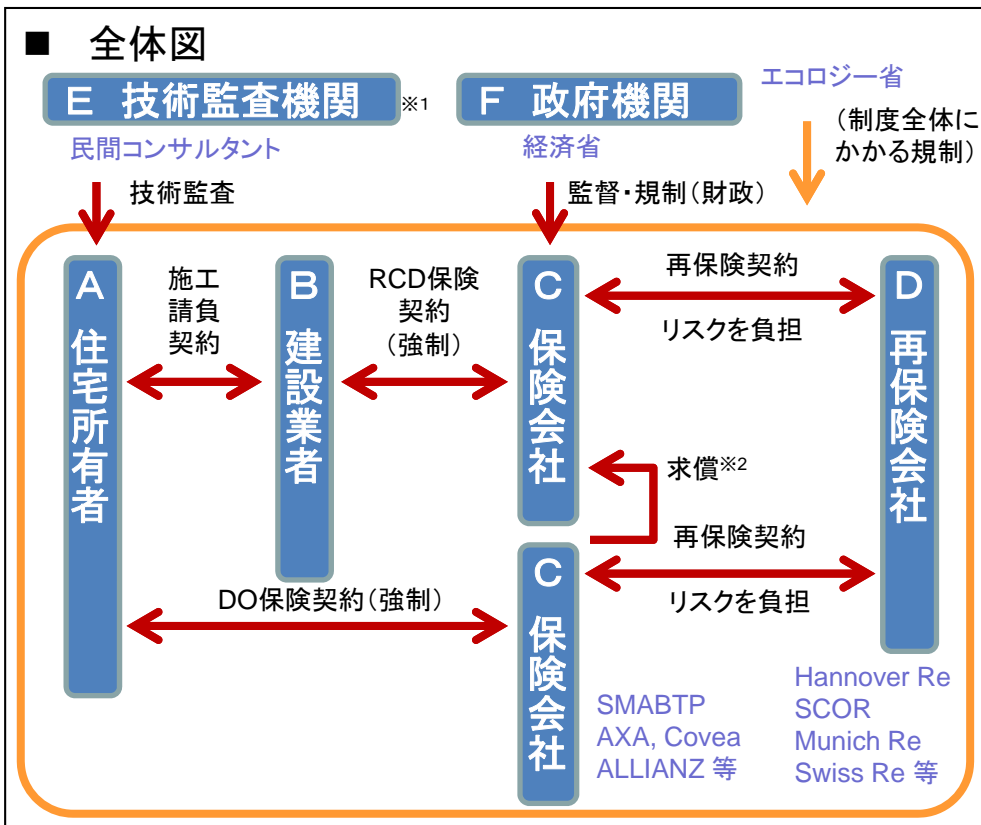 ■ 全体図
E 技術監査機関 ※1
民間コンサルタント
技術監査
F 政府機関
経済省
監督・規制(財政)
エコロジー省
(制度全体に
かかる規制)
A 住宅所有者
施工
請負
契約
B 建設業者
RCD保険
契約
(強制)
C 保険会社
再保険契約
リスクを負担
D 再保険会社
求償※2
再保険契約
リスクを負担
DO保険契約(強制)
C 保険会社
SMABTP
AXA, Covea
ALLIANZ 等
Hannover Re
SCOR
Munich Re
Swiss Re 等